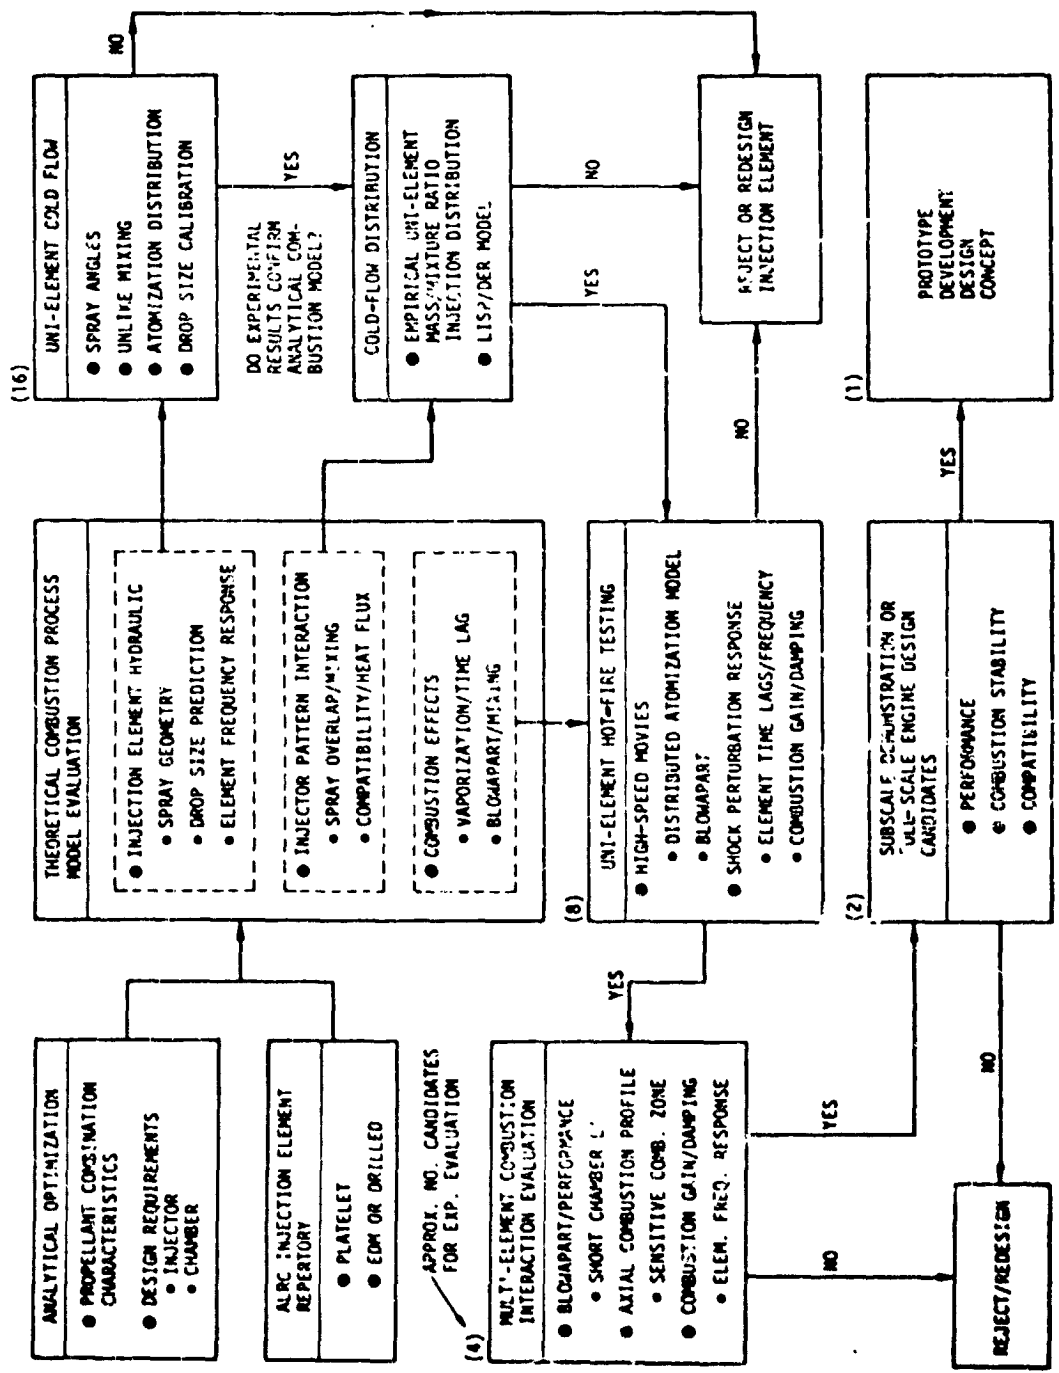 ANALYTICAL OPTIMIZATION
● PROPELLANT COMBINATION
CHARACTERISTICS
● DESIGN REQUIREMENTS
• INJECTOR
• CHAMBER
ALRC INJECTION ELEMENT
REPERTORY
● PLATELET
● EDM OR DRILLED
THEORETICAL COMBUSTION PROCESS
MODEL EVALUATION
● INJECTION ELEMENT HYDRAULIC
• SPRAY GEOMETRY
• DROP SIZE PREDICTION
• ELEMENT FREQUENCY RESPONSE
● INJECTOR PATTERN INTERACTION
• SPRAY OVERLAP/MIXING
• COMPATIBILITY/HEAT FLUX
● COMBUSTION EFFECTS
• VAPORIZATION/TIME LAG
• BLOWAPART/MIXING
(16)
UNI-ELEMENT COLD FLOW
● SPRAY ANGLES
● UNLIKE MIXING
● ATOMIZATION DISTRIBUTION
● DROP SIZE CALIBRATION
NO
DO EXPERIMENTAL
RESULTS CONFIRM
ANALYTICAL COM-
BUSTION MODEL?
YES
COLD-FLOW DISTRIBUTION
● EMPIRICAL UNI-ELEMENT
MASS/MIXTURE RATIO
INJECTION DISTRIBUTION
● LISP/DER MODEL
YES
NO
(4)
APPROX. NO. CANDIDATES
FOR EXP. EVALUATION
MULTI-ELEMENT COMBUSTION
INTERACTION EVALUATION
● BLOWAPART/PERFORMANCE
• SHORT CHAMBER
● AXIAL COMBUSTION PROFILE
• SENSITIVE COMB. ZONE
● COMBUSTION GAIN/DAMPING
• ELEM. FREQ. RESPONSE
YES
(8)
UNI-ELEMENT HOT-FIRE TESTING
● HIGH-SPEED MOVIES
• DISTRIBUTED ATOMIZATION MODEL
• BLOWAPART
● SHOCK PERTURBATION RESPONSE
• ELEMENT TIME LAGS/FREQUENCY
• COMBUSTION GAIN/DAMPING
NO
REJECT OR REDESIGN
INJECTION ELEMENT
NO
YES
REJECT/REDESIGN
NO
(2)
SUBSCALE DEMONSTRATION OR
FULL-SCALE ENGINE DESIGN
CANDIDATES
● PERFORMANCE
● COMBUSTION STABILITY
● COMPATIBILITY
YES
(1)
PROTOTYPE
DEVELOPMENT
DESIGN
CONCEPT